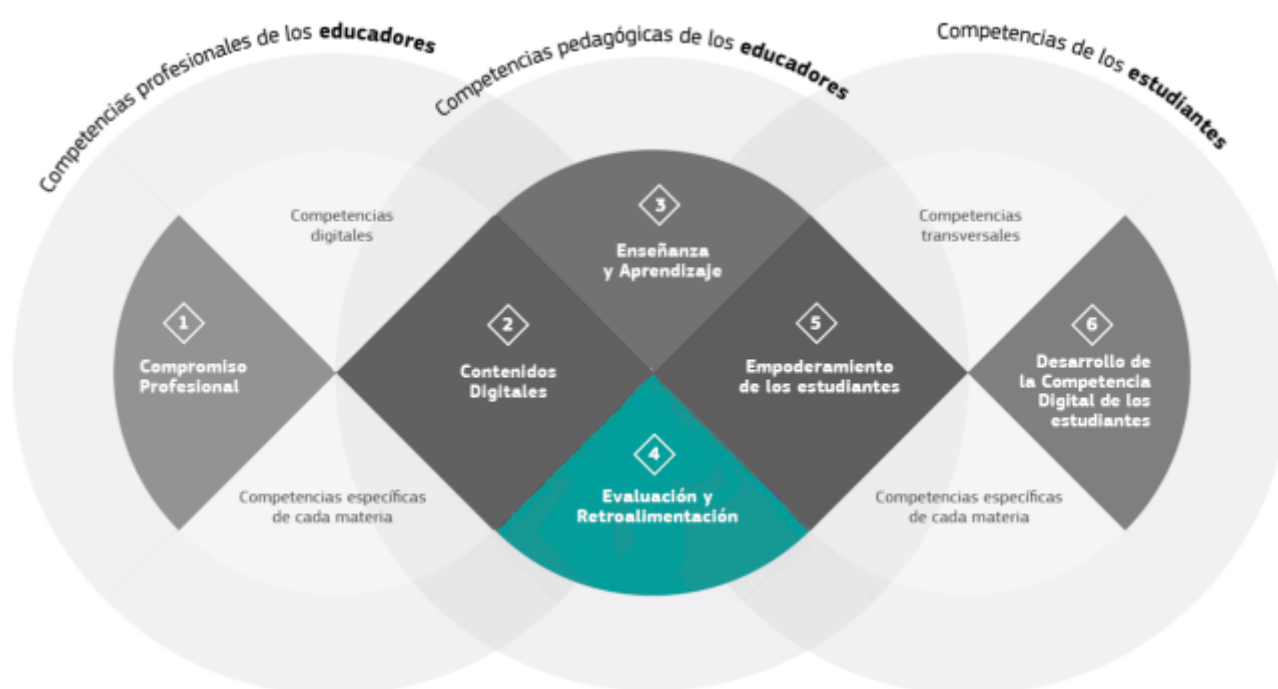 Competencias profesionales de los educadores
Competencias pedagógicas de los educadores
Competencias de los estudiantes
Competencias
digitales
3
Enseñanza
y Aprendizaje
Competencias
transversales
1
Compromiso
Profesional
2
Contenidos
Digitales
5
Empoderamiento
de los estudiantes
6
Desarrollo de
la Competencia
Digital de los
estudiantes
Competencias específicas
de cada materia
4
Evaluación y
Retroalimentación
Competencias específicas
de cada materia